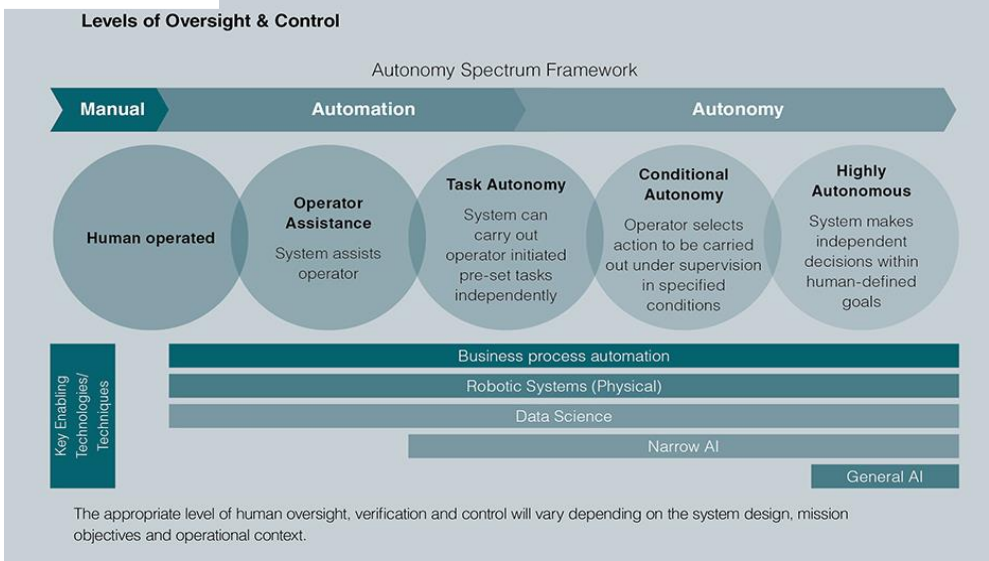 Levels of Oversight & Control
Autonomy Spectrum Framework
Manual
Automation
Autonomy
Human operated
Operator
Assistance
System assists
operator
Task Autonomy
System can
carry out
operator initiated
pre-set tasks
independently
Conditional
Autonomy
Operator selects
action to be carried
out under supervision
in specified
conditions
Highly
Autonomous
System makes
independent
decisions within
human-defined
goals
Key Enabling
Technologies/
Techniques
Business process automation
Robotic Systems (Physical)
Data Science
Narrow AI
General AI
The appropriate level of human oversight, verification and control will vary depending on the system design, mission
objectives and operational context.